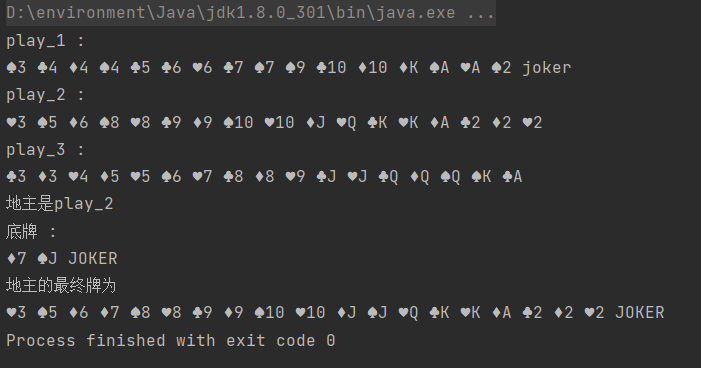 D:\environment\Java\jdk1.8.0_301\bin\java.exe ...
play_1 :
♠3 ♣4 ♦4 ♠4 ♣5 ♣6 ♥6 ♣7 ♠7 ♠9 ♣10 ♦10 ♦K ♠A ♥A ♠2 joker
play_2 :
♥3 ♠5 ♦6 ♠8 ♥8 ♣9 ♦9 ♠10 ♥10 ♦J ♥Q ♣K ♥K ♦A ♣2 ♦2 ♥2
play_3 :
♣3 ♦3 ♥4 ♦5 ♥5 ♠6 ♥7 ♣8 ♦8 ♥9 ♣J ♥J ♣Q ♦Q ♠Q ♠K ♣A
地主是play_2
底牌 :
♦7 ♠J JOKER
地主的最终牌为
♥3 ♠5 ♦6 ♦7 ♠8 ♥8 ♣9 ♦9 ♠10 ♥10 ♦J ♠J ♥Q ♣K ♥K ♦A ♣2 ♦2 ♥2 JOKER
Process finished with exit code 0